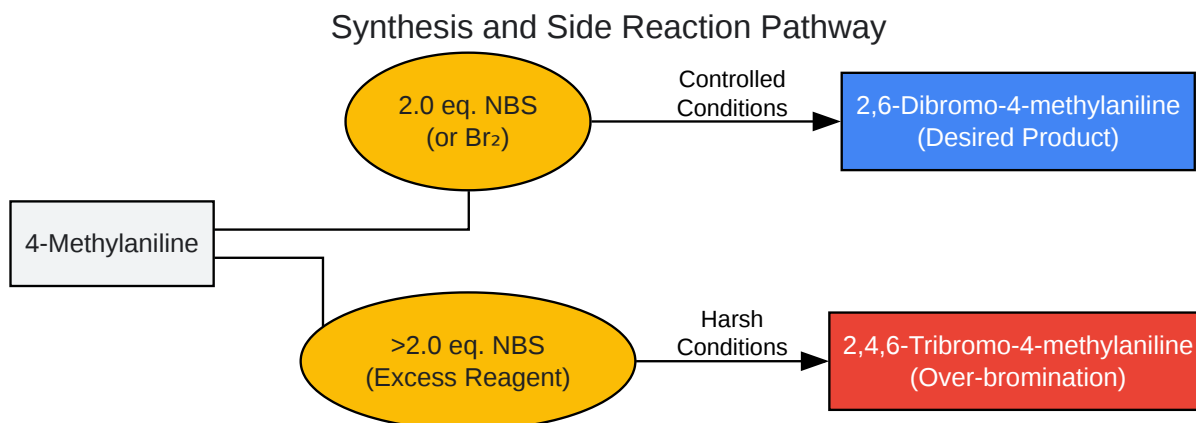 Synthesis and Side Reaction Pathway
2.0 eq. NBS
(or Br₂)
Controlled
Conditions
2,6-Dibromo-4-methylaniline
(Desired Product)
4-Methylaniline
>2.0 eq. NBS
(Excess Reagent)
Harsh
Conditions
2,4,6-Tribromo-4-methylaniline
(Over-bromination)